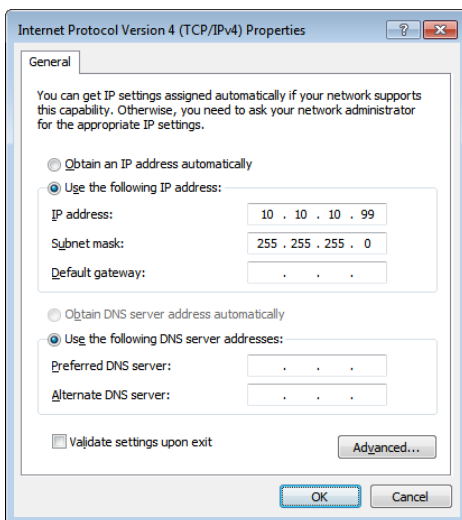 Internet Protocol Version 4 (TCP/IPv4) Properties
General
You can get IP settings assigned automatically if your network supports
this capability. Otherwise, you need to ask your network administrator
for the appropriate IP settings.
Obtain an IP address automatically
Use the following IP address:
IP address: 10 . 10 . 10 . 99
Subnet mask: 255 . 255 . 255 . 0
Default gateway: . . .
Obtain DNS server address automatically
Use the following DNS server addresses:
Preferred DNS server: . . .
Alternate DNS server: . . .
Validate settings upon exit
Advanced...
OK Cancel